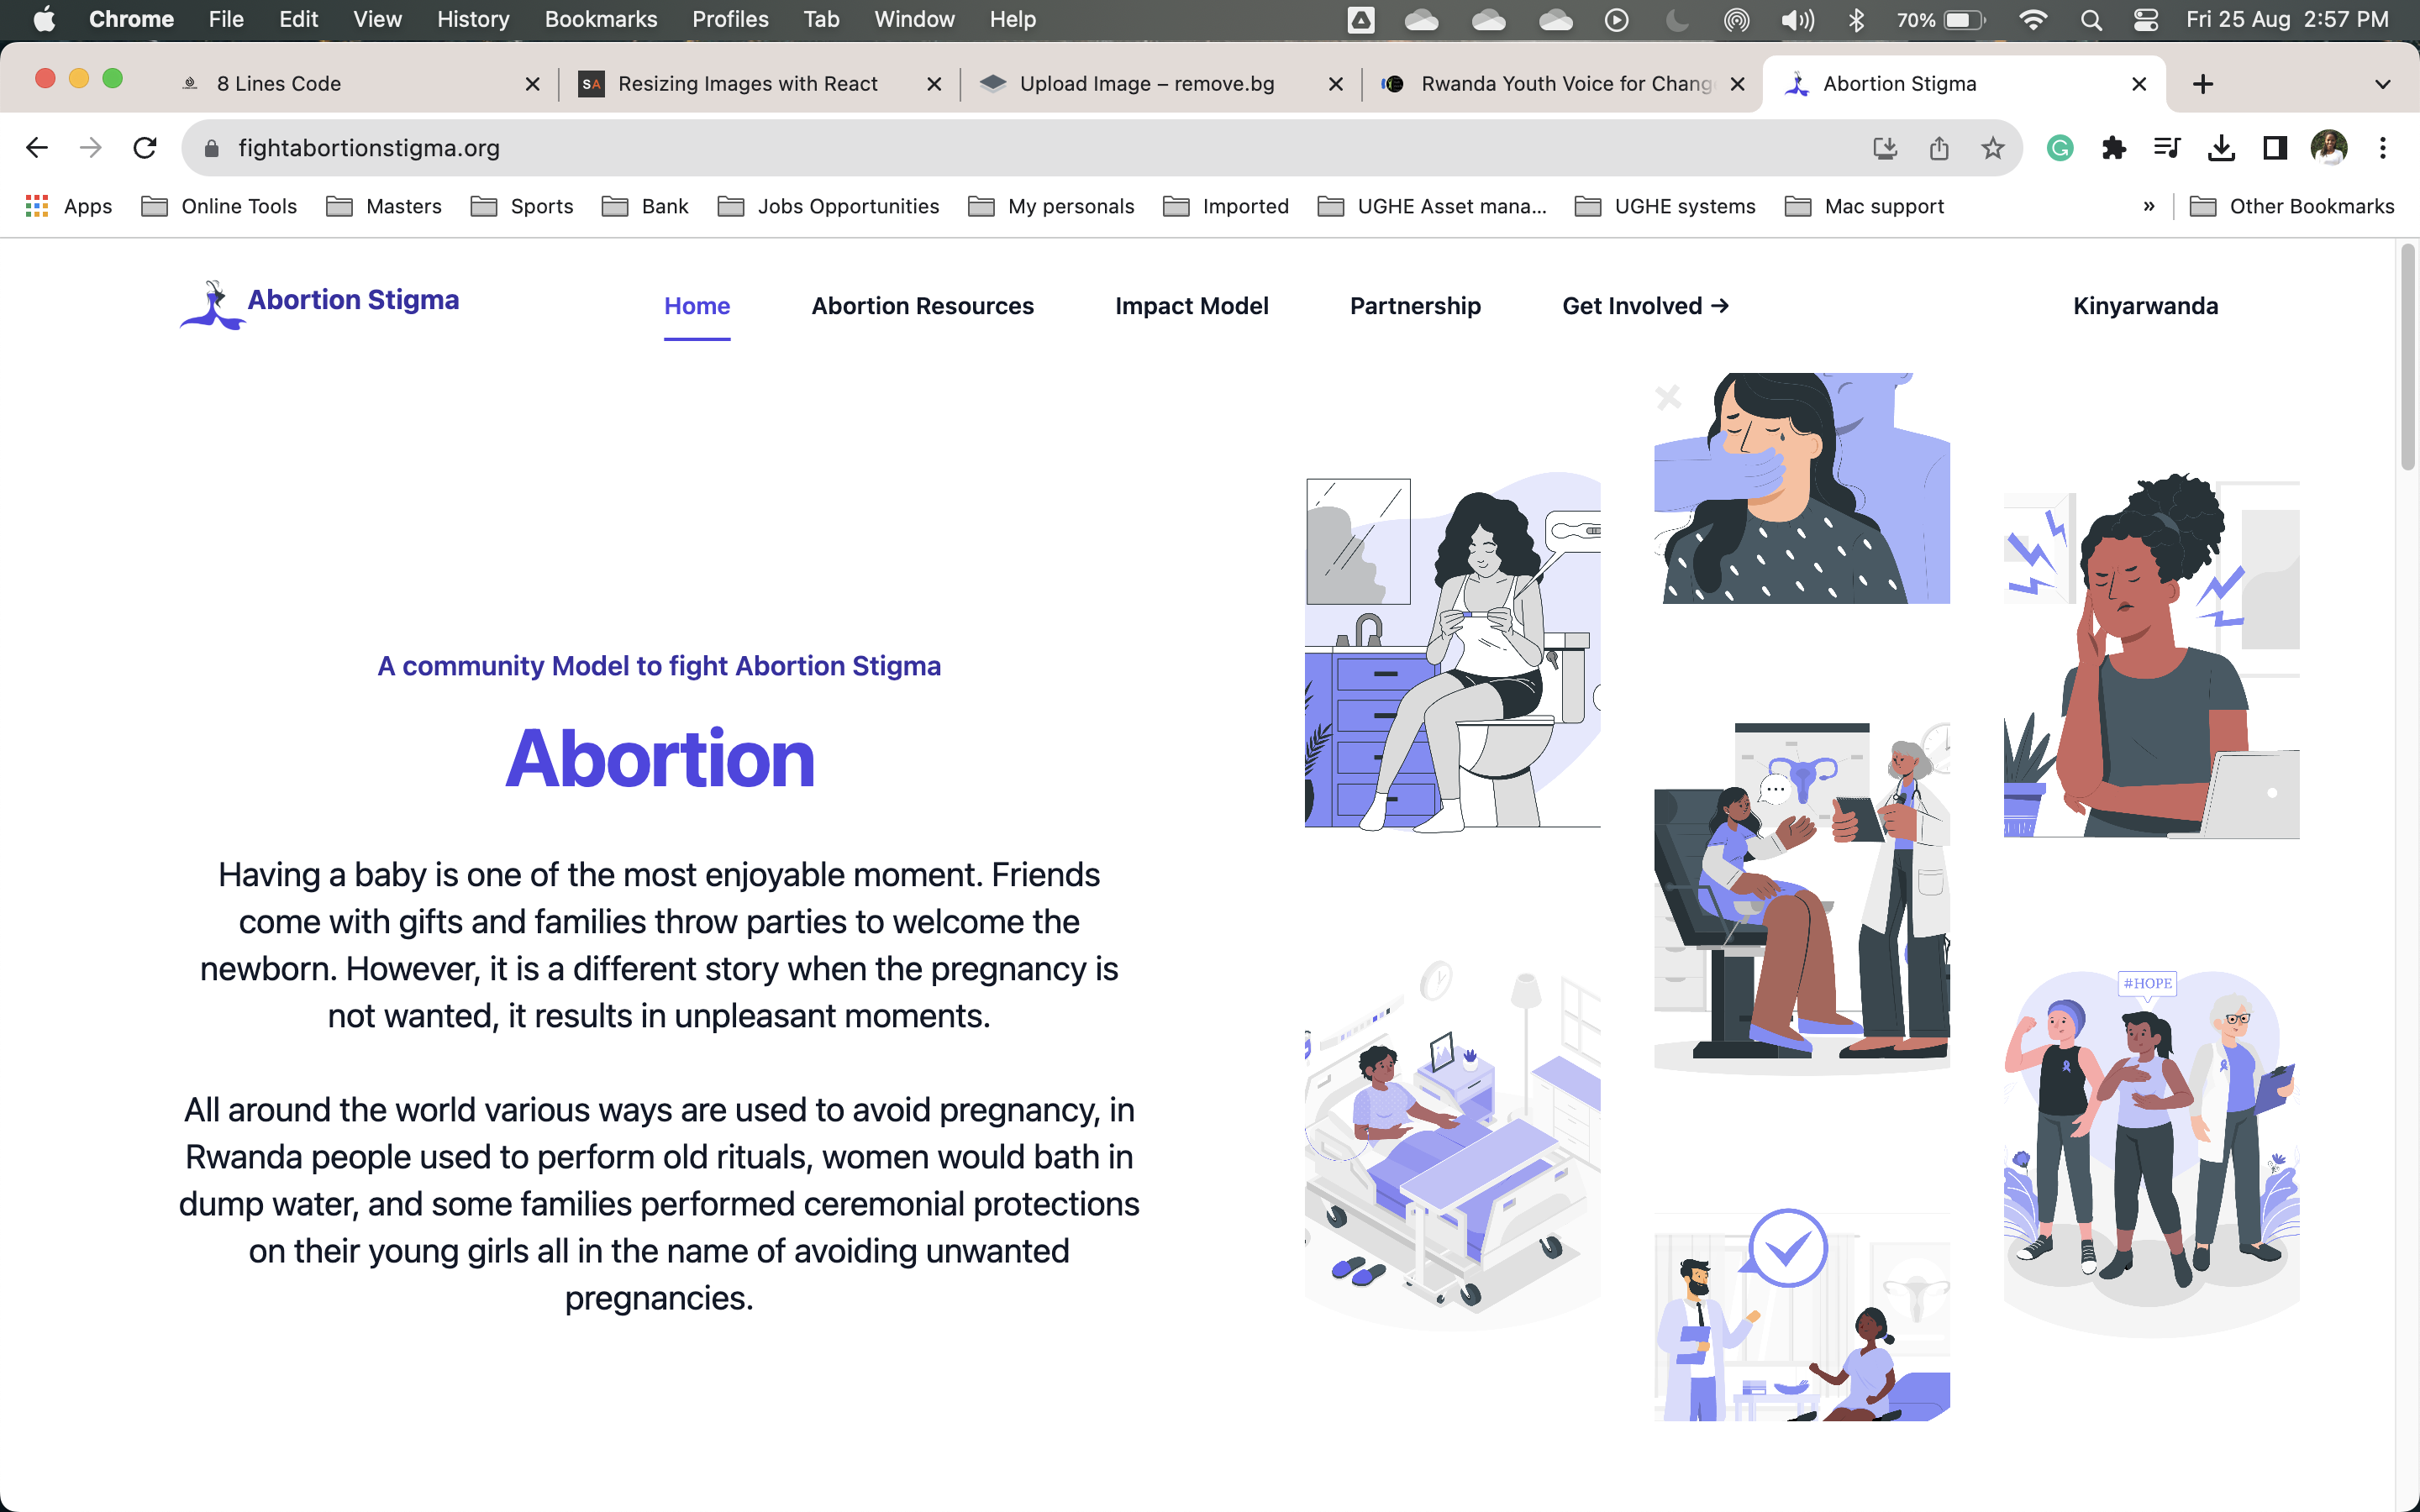 Chrome File Edit View History Bookmarks Profiles Tab Window Help 70% Fri 25 Aug 2:57 PM
8 Lines Code SA Resizing Images with React Upload Image – remove.bg Rwanda Youth Voice for Chang Abortion Stigma
fightabortionstigma.org
Apps Online Tools Masters Sports Bank Jobs Opportunities My personals Imported UGHE Asset mana... UGHE systems Mac support » Other Bookmarks
Abortion Stigma Home Abortion Resources Impact Model Partnership Get Involved → Kinyarwanda
A community Model to fight Abortion Stigma
Abortion
Having a baby is one of the most enjoyable moment. Friends
come with gifts and families throw parties to welcome the
newborn. However, it is a different story when the pregnancy is
not wanted, it results in unpleasant moments.
All around the world various ways are used to avoid pregnancy, in
Rwanda people used to perform old rituals, women would bath in
dump water, and some families performed ceremonial protections
on their young girls all in the name of avoiding unwanted
pregnancies.
#HOPE